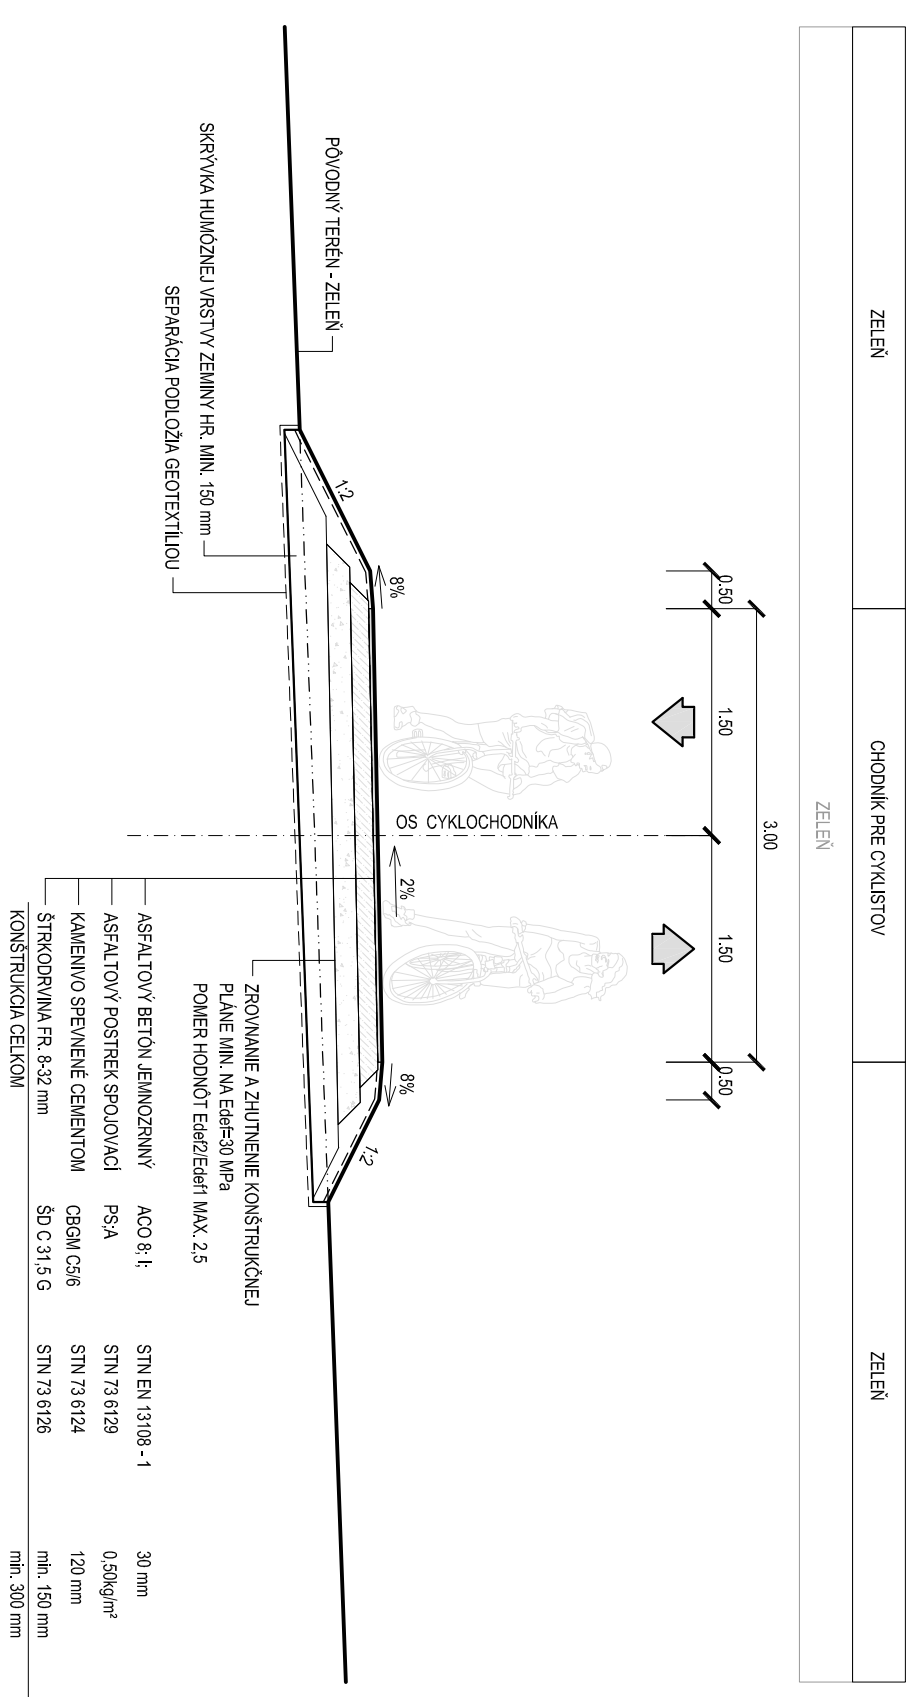 ZELEŇ
CHODNÍK PRE CYKLISTOV
ZELEŇ
ZELEŇ
3.00
0.50
1.50
1.50
0.50
OS CYKLOCHODNÍKA
8%
2%
8%
1:2
1:2
PÔVODNÝ TERÉN - ZELEŇ
SKRÝVKA HUMÓZNEJ VRSTVY ZEMINY HR. MIN. 150 mm
SEPARÁCIA PODLOŽIA GEOTEXTÍLIOU
ZROVNANIE A ZHUTNENIE KONŠTRUKČNEJ
PLÁNE MIN. NA Edef=30 MPa
POMER HODNÔT Edef2/Edef1 MAX. 2,5
ASFALTOVÝ BETÓN JEMNOZRNNÝ ACO 8; I; STN EN 13108 - 1 30 mm
ASFALTOVÝ POSTREK SPOJOVACÍ PS;A STN 73 6129 0,50kg/m²
KAMENIVO SPEVNENÉ CEMENTOM CBGM C5/6 STN 73 6124 120 mm
ŠTRKODRVINA FR. 8-32 mm ŠD C 31,5 G STN 73 6126 min. 150 mm
KONŠTRUKCIA CELKOM min. 300 mm